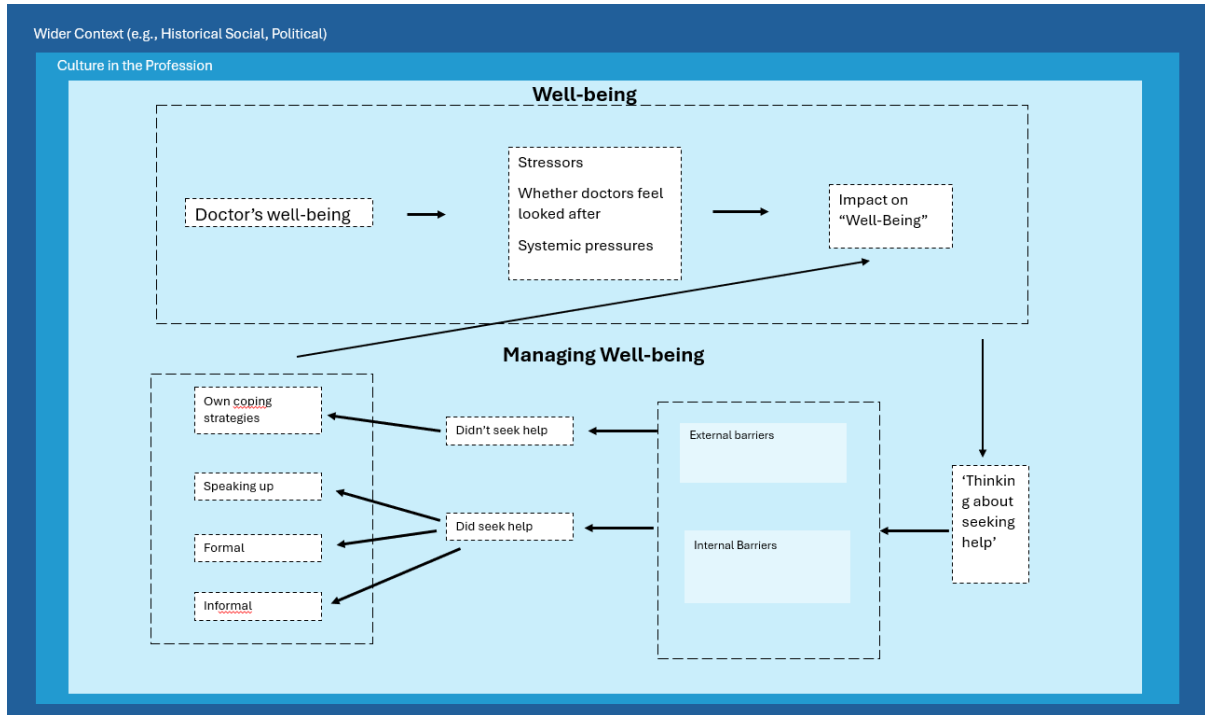 Wider Context (e.g., Historical Social, Political)
Culture in the Profession
Well-being
Doctor’s well-being
Stressors
Whether doctors feel
looked after
Systemic pressures
Impact on
“Well-Being”
Managing Well-being
Own coping
strategies
Speaking up
Formal
Informal
Didn’t seek help
Did seek help
External barriers
Internal Barriers
‘Thinkin
g about
seeking
help’